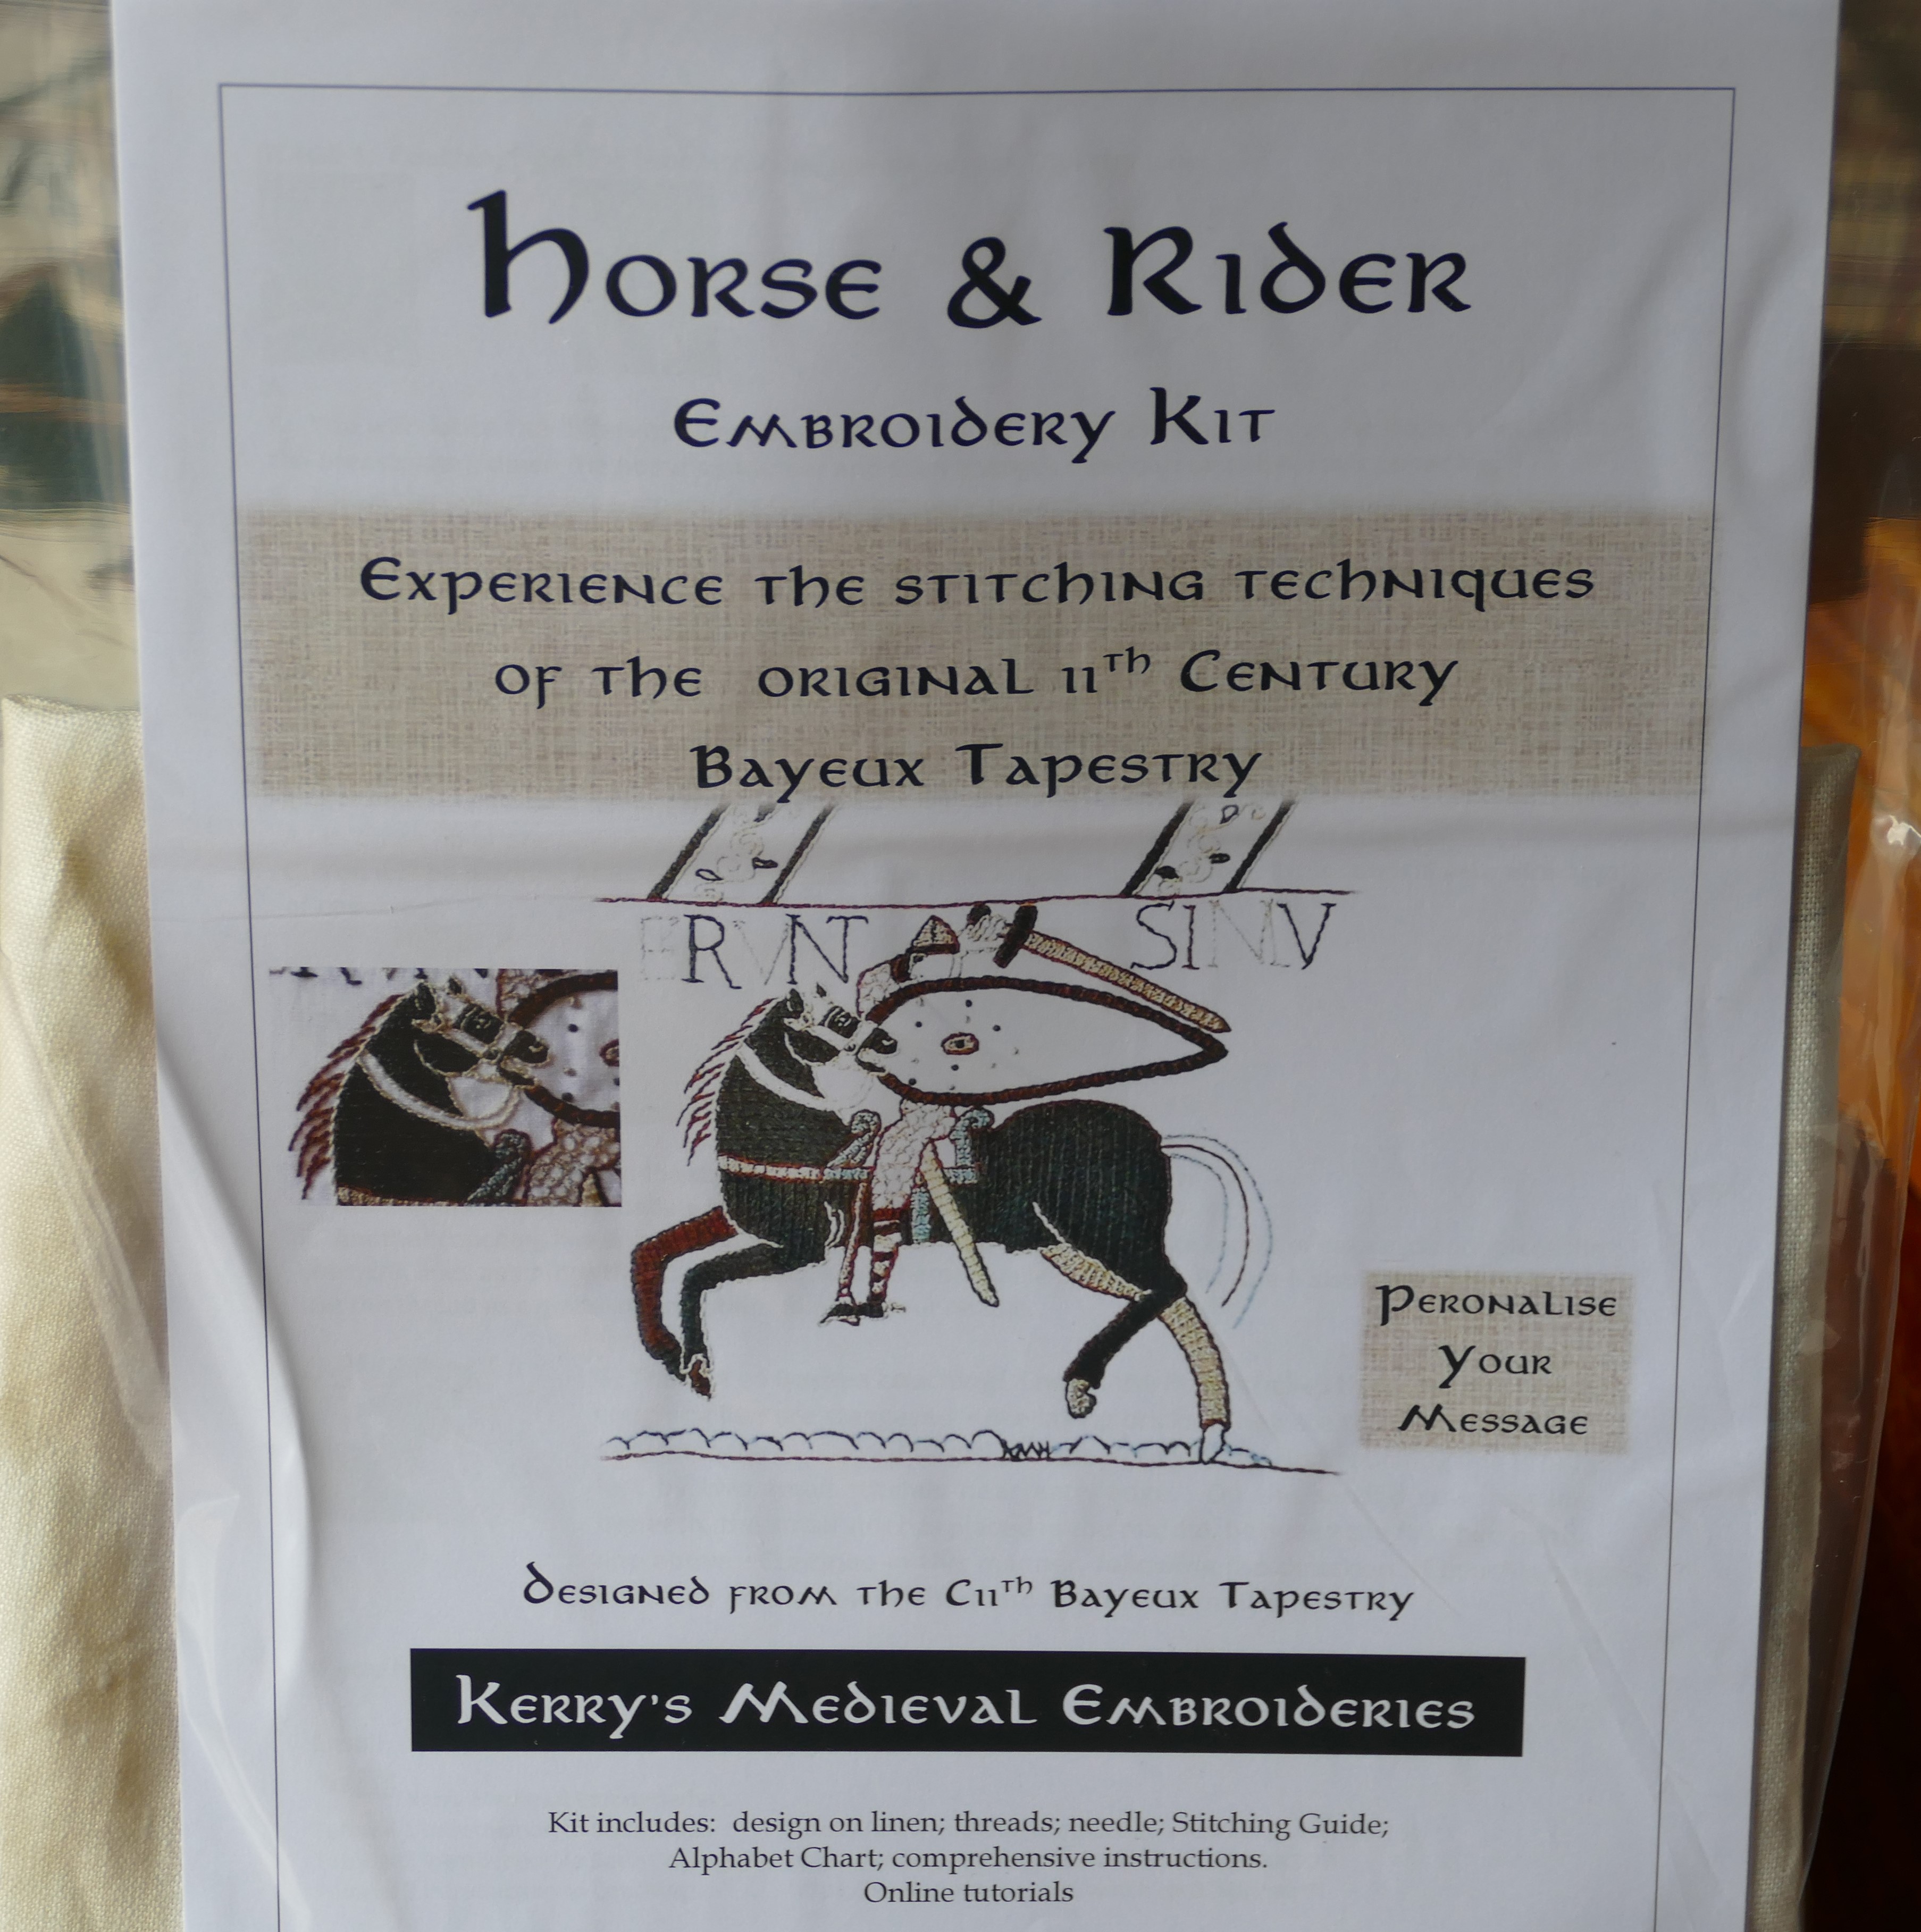 Horse & Rider
Embroidery Kit
Experience the stitching techniques
of the original 11th Century
Bayeux Tapestry
ERVNT SINV
Peronalise
Your
Message
Designed from the C11th Bayeux Tapestry
Kerry's Medieval Embroideries
Kit includes: design on linen; threads; needle; Stitching Guide;
Alphabet Chart; comprehensive instructions.
Online tutorials